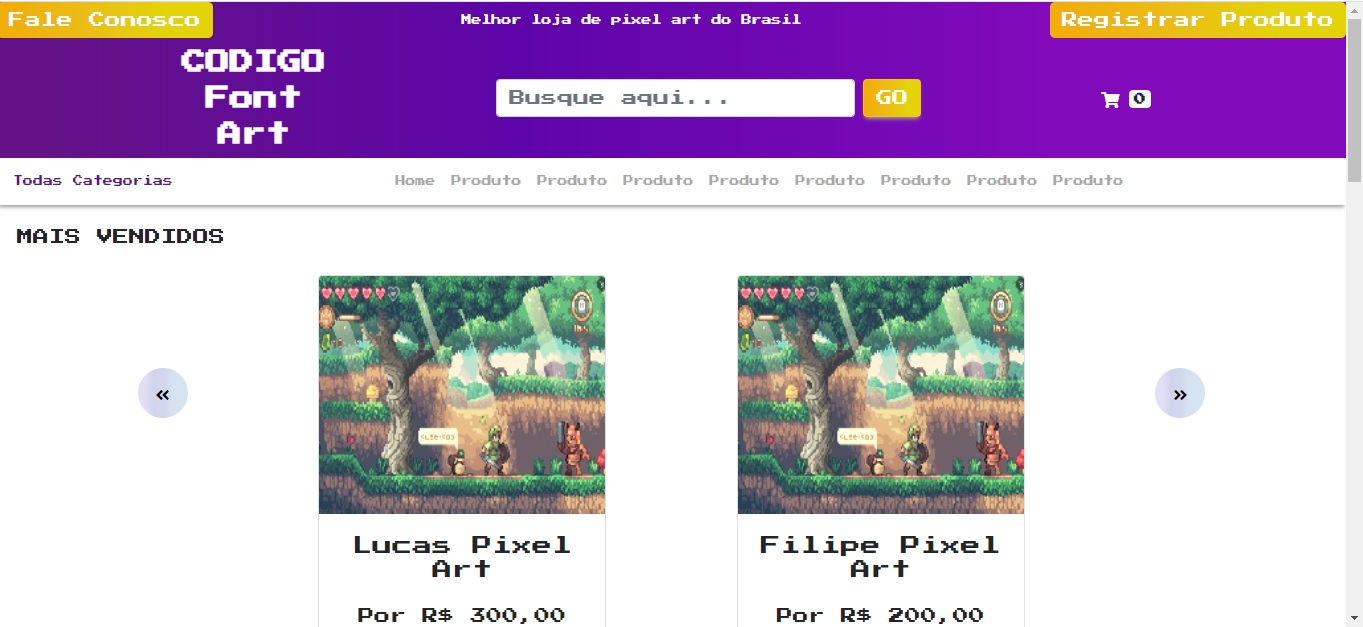 Fale Conosco
Melhor loja de pixel art do Brasil
Registrar Produto
CODIGO
Font
Art
Busque aqui...
GO
0
Todas Categorias
Home Produto Produto Produto Produto Produto Produto Produto Produto
MAIS VENDIDOS
«
»
Lucas Pixel
Art
Por R$ 300,00
Filipe Pixel
Art
Por R$ 200,00